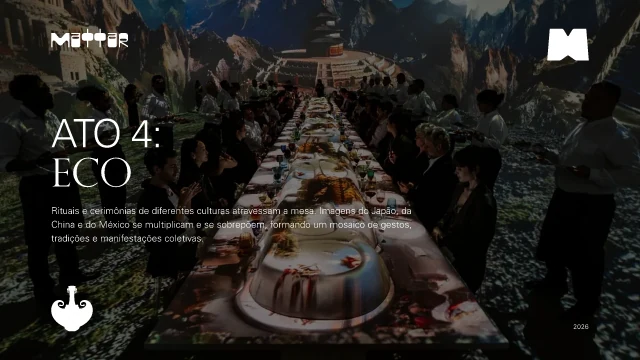 MATTER
M
ATO 4:
ECO
Rituais e cerimônias de diferentes culturas atravessam a mesa. Imagens do Japão, da
China e do México se multiplicam e se sobrepõem, formando um mosaico de gestos,
tradições e manifestações coletivas.
2026